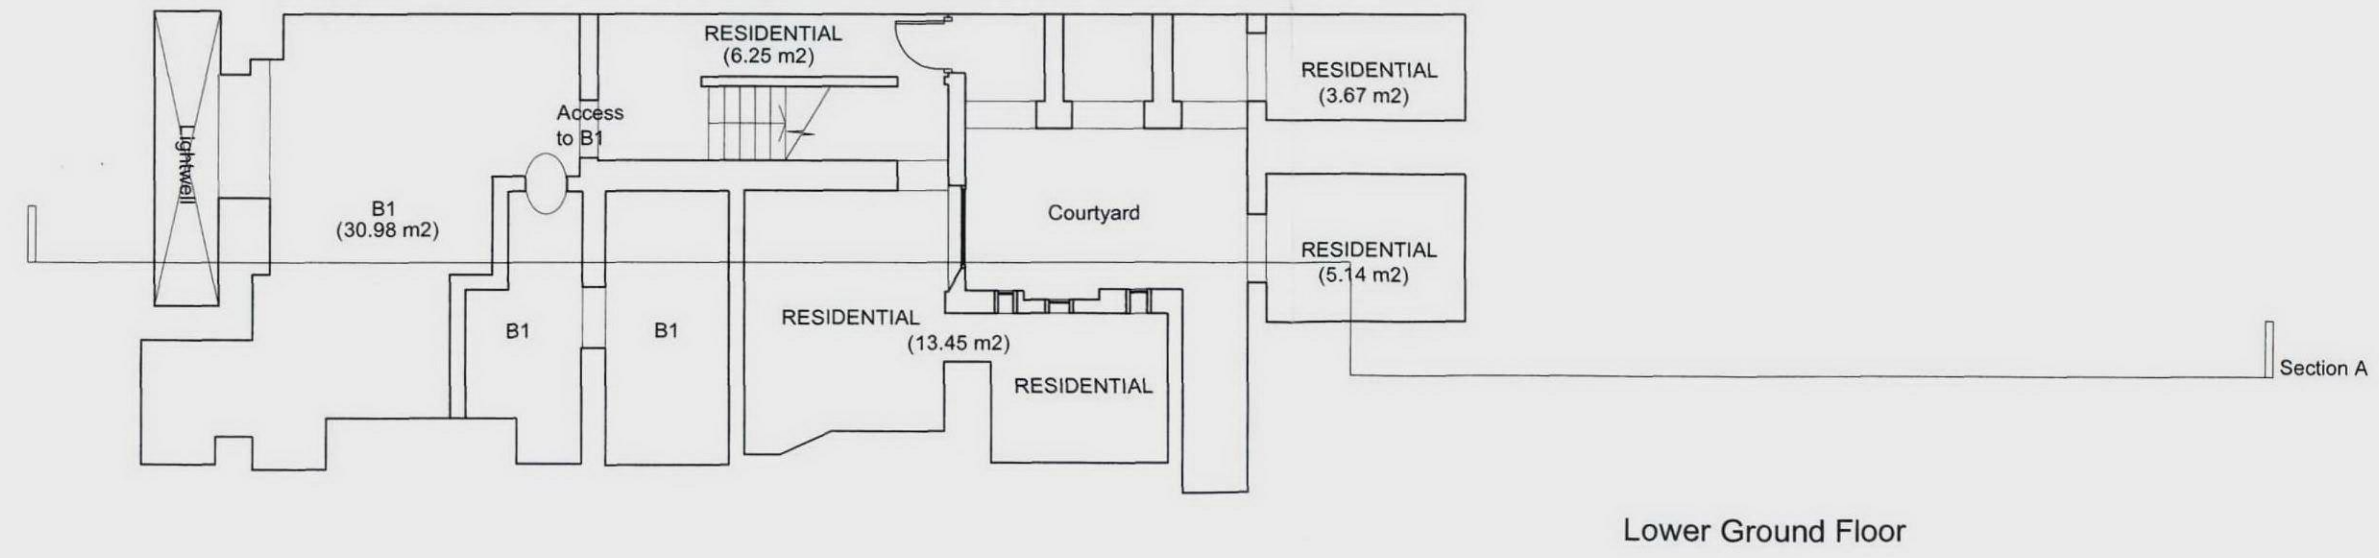 RESIDENTIAL
(6.25 m2)
RESIDENTIAL
(3.67 m2)
Access
to B1
Lightwell
B1
(30.98 m2)
Courtyard
RESIDENTIAL
(5.14 m2)
B1
B1
RESIDENTIAL
(13.45 m2)
RESIDENTIAL
Section A
Lower Ground Floor